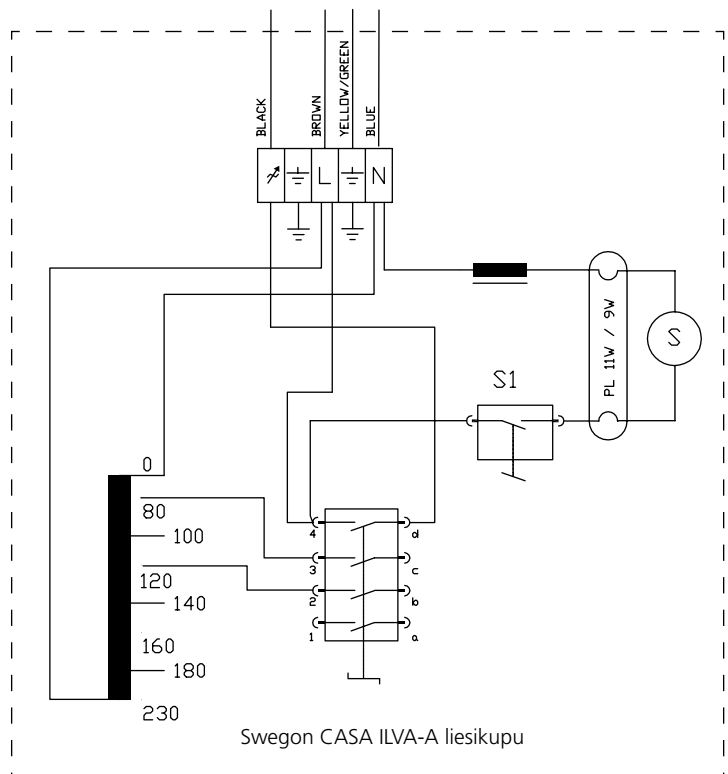 BLACK
BROWN
YELLOW/GREEN
BLUE
L N
PL 11W / 9W
S
S1
0
80
100
120
140
160
180
230
4 d
3 c
2 b
1 a
Swegon CASA ILVA-A liesikupu